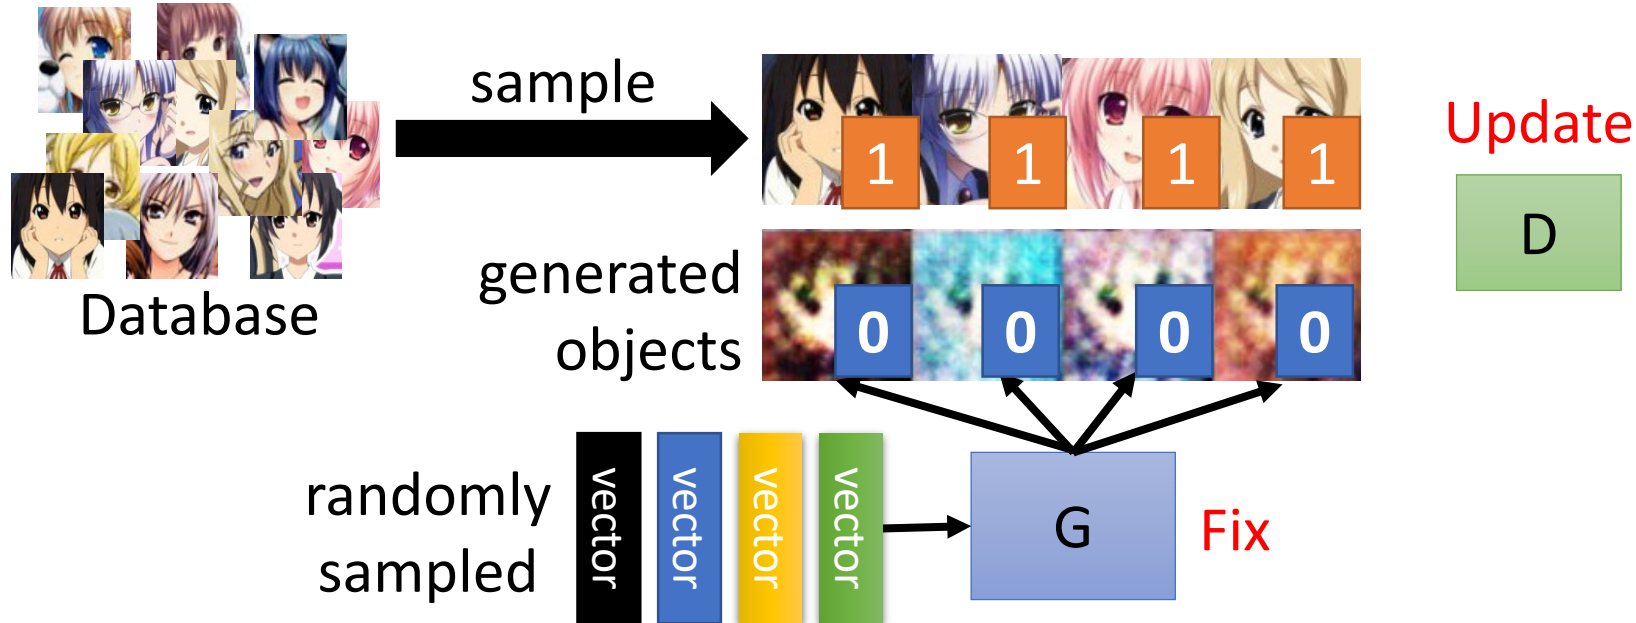 sample
1 1 1 1
Update
D
Database
generated
objects
0 0 0 0
randomly
sampled
vector
vector
vector
vector
G
Fix